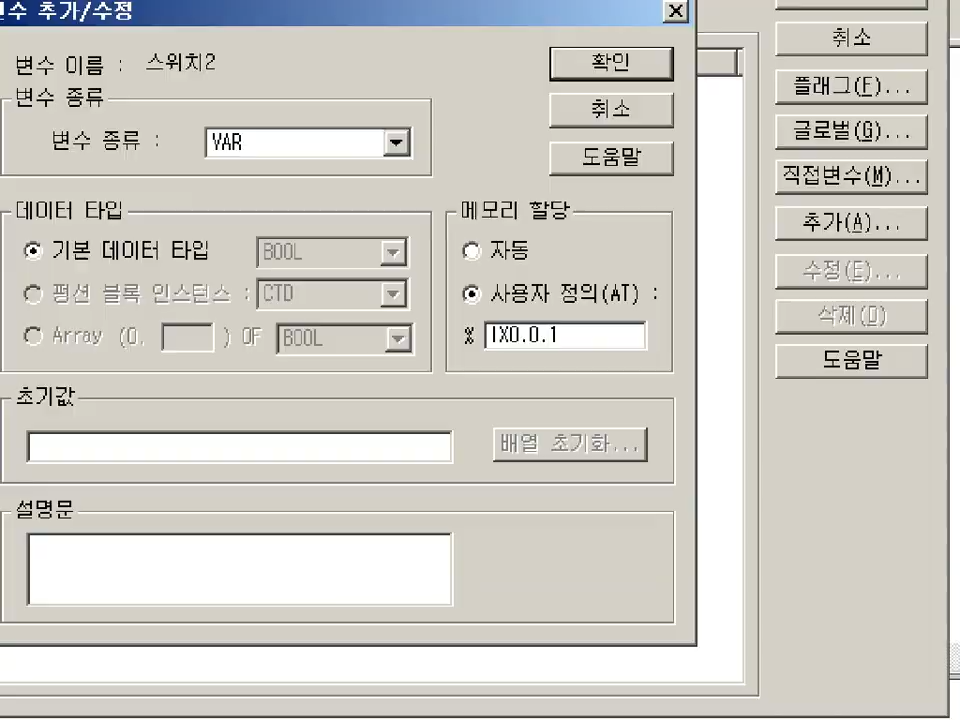 변수 추가/수정
변수 이름 : 스위치2
변수 종류
변수 종류 : VAR
확인
취소
도움말
데이터 타입
기본 데이터 타입 BOOL
펑션 블록 인스턴스 : CTD
Array (0. ) OF BOOL
메모리 할당
자동
사용자 정의(AT) :
% IX0.0.1
초기값
배열 초기화...
설명문
취소
플래그(F)...
글로벌(G)...
직접변수(M)...
추가(A)...
수정(E)...
삭제(D)
도움말